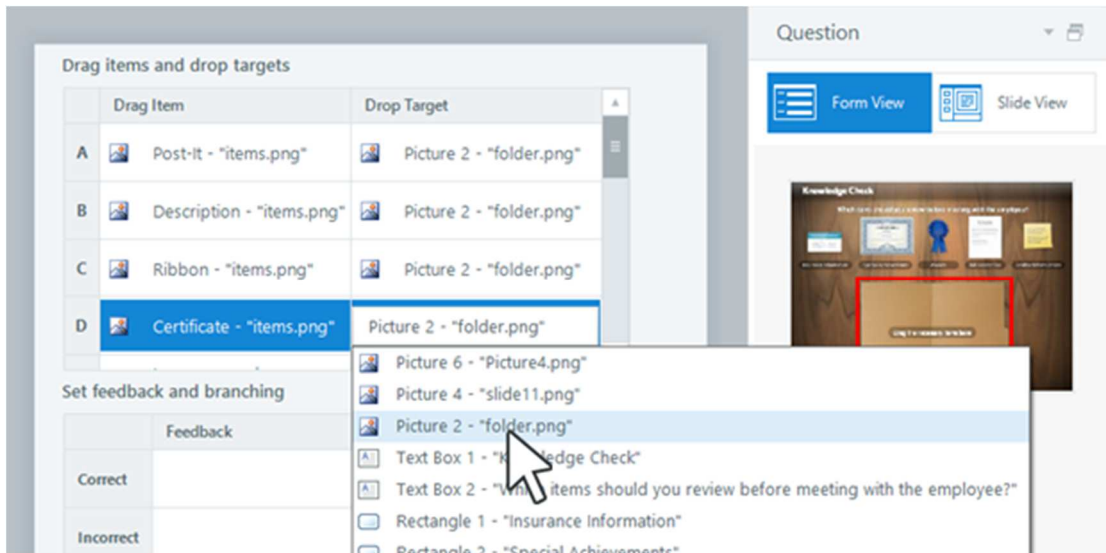 Question
Drag items and drop targets
Drag Item Drop Target
Form View Slide View
A Post-It - "items.png" Picture 2 - "folder.png"
B Description - "items.png" Picture 2 - "folder.png"
C Ribbon - "items.png" Picture 2 - "folder.png"
D Certificate - "items.png" Picture 2 - "folder.png"
Knowledge Check
Picture 6 - "Picture4.png"
Set feedback and branching
Picture 4 - "slide11.png"
Feedback
Picture 2 - "folder.png"
Text Box 1 - "Knowledge Check"
Correct
Text Box 2 - "Which items should you review before meeting with the employee?"
Rectangle 1 - "Insurance Information"
Incorrect
Rectangle 2 - "Special Achievements"